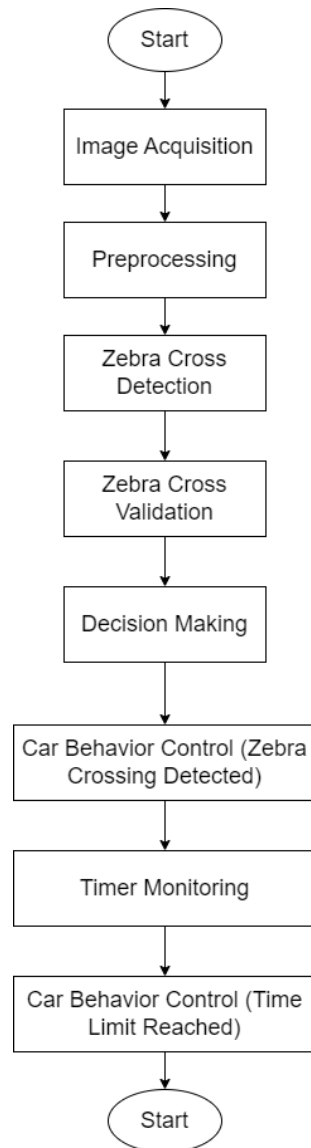 Start
Image Acquisition
Preprocessing
Zebra Cross
Detection
Zebra Cross
Validation
Decision Making
Car Behavior Control (Zebra
Crossing Detected)
Timer Monitoring
Car Behavior Control (Time
Limit Reached)
Start